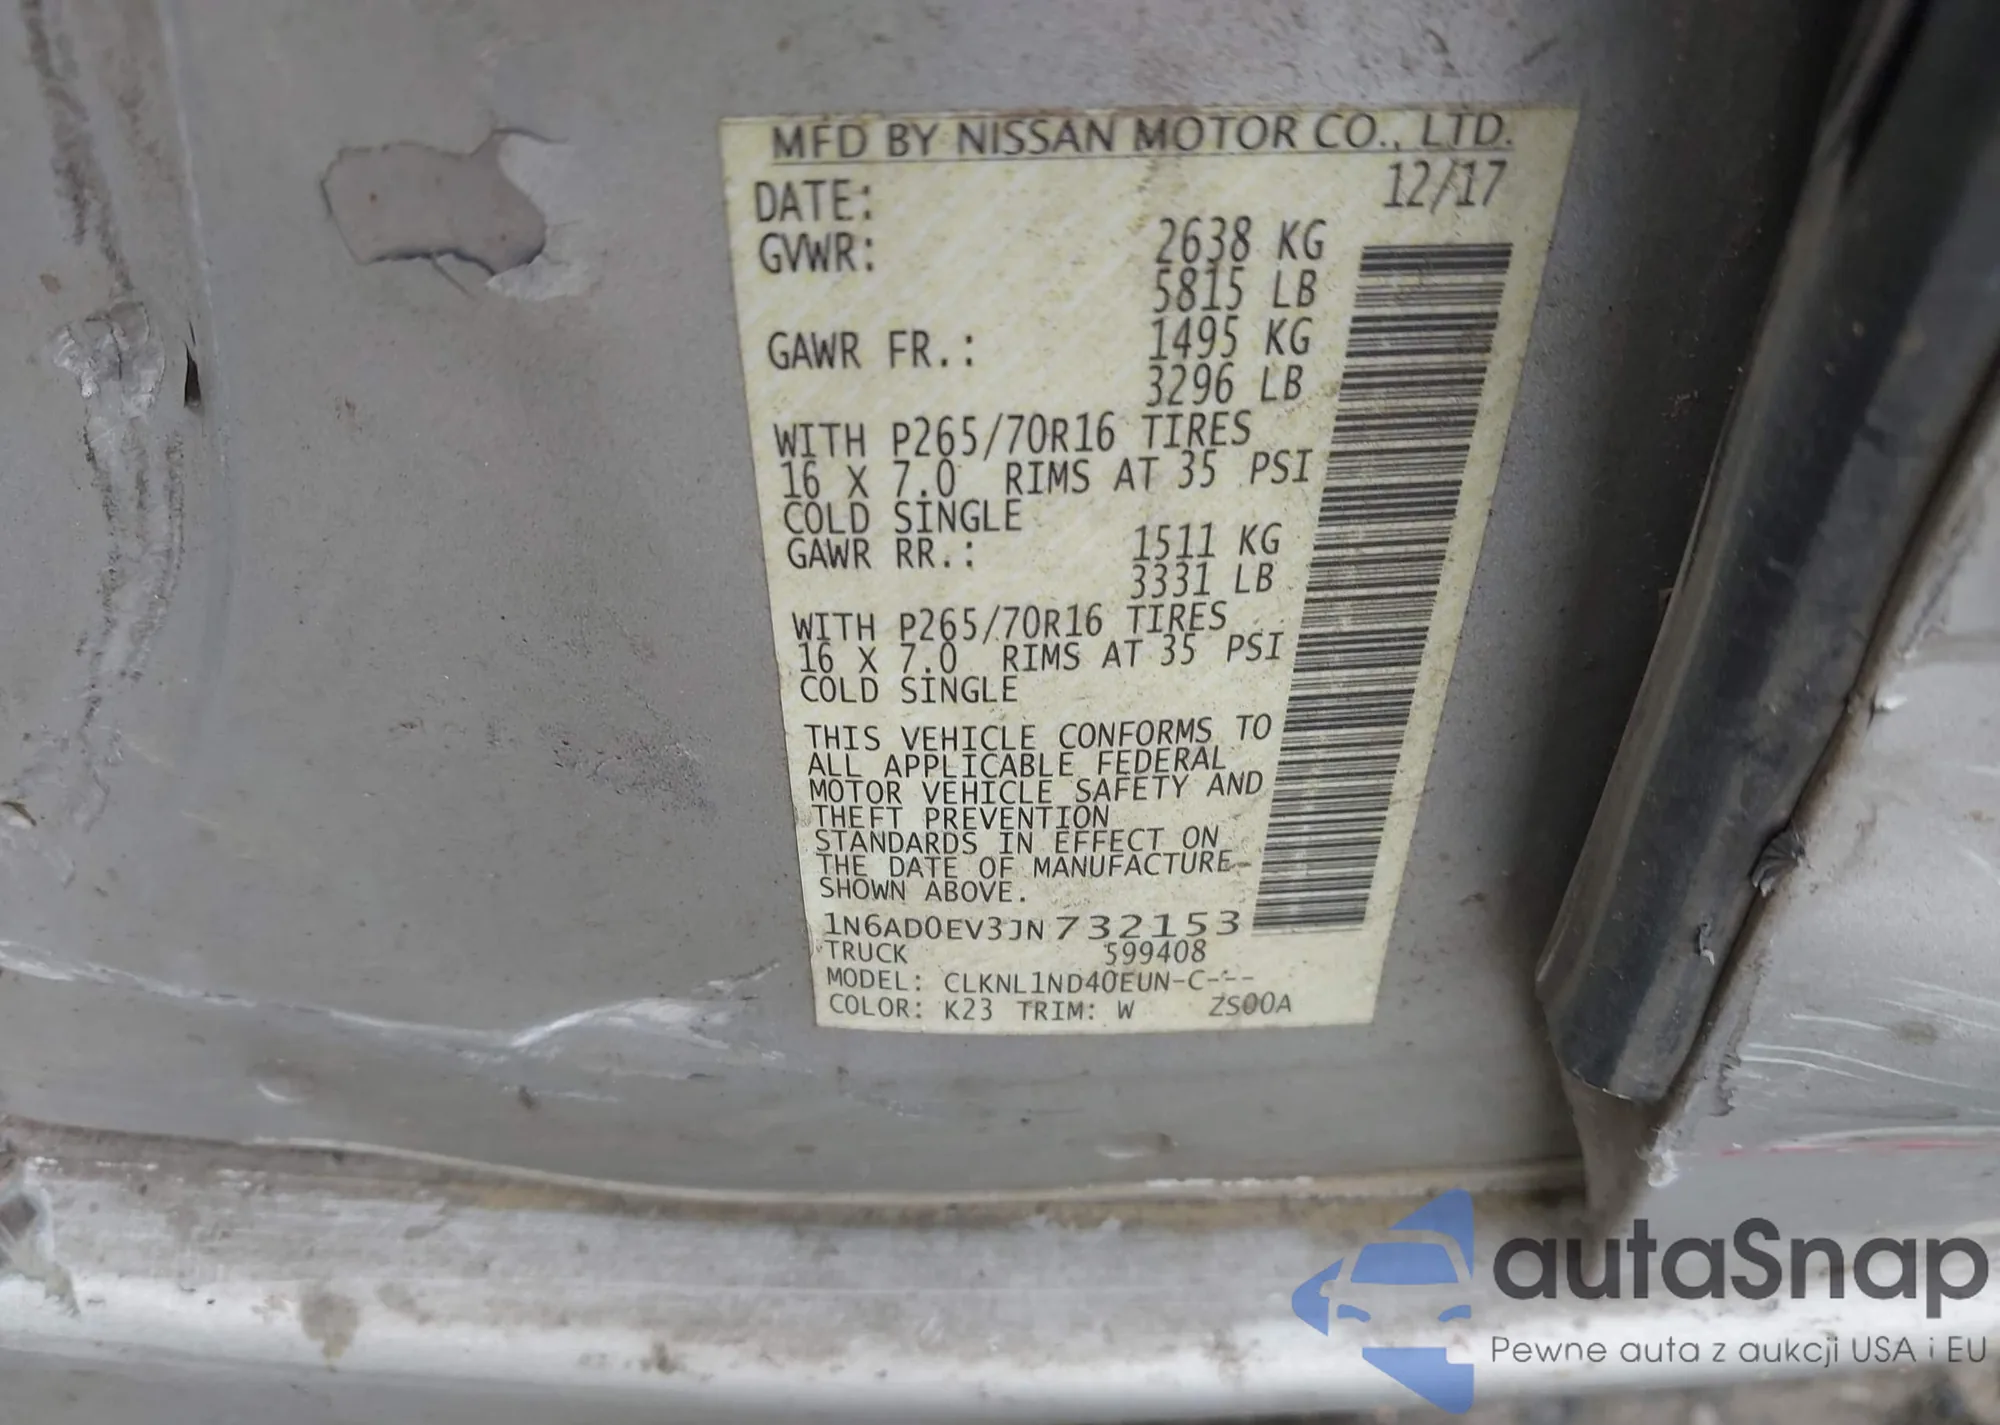 MFD BY NISSAN MOTOR CO., LTD.
DATE: 12/17
GVWR: 2638 KG
5815 LB
GAWR FR.: 1495 KG
3296 LB
WITH P265/70R16 TIRES
16 X 7.0 RIMS AT 35 PSI
COLD SINGLE
GAWR RR.: 1511 KG
3331 LB
WITH P265/70R16 TIRES
16 X 7.0 RIMS AT 35 PSI
COLD SINGLE
THIS VEHICLE CONFORMS TO
ALL APPLICABLE FEDERAL
MOTOR VEHICLE SAFETY AND
THEFT PREVENTION
STANDARDS IN EFFECT ON
THE DATE OF MANUFACTURE
SHOWN ABOVE.
1N6AD0EV3JN732153
TRUCK 599408
MODEL: CLKNL1ND40EUN-C---
COLOR: K23 TRIM: W ZS00A
autaSnap
Pewne auta z aukcji USA i EU